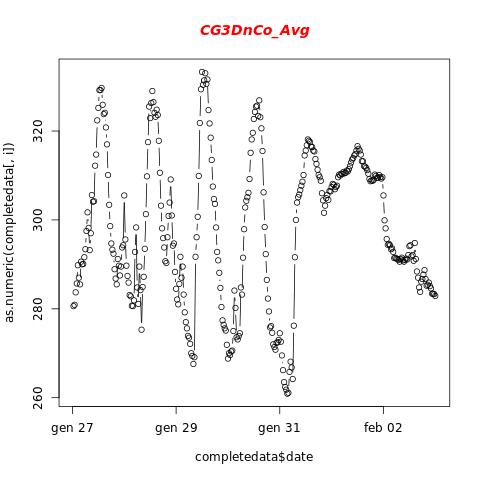 CG3DnCo_Avg
as.numeric(completedata[, i])
320
300
280
260
gen 27
gen 29
gen 31
feb 02
completedata$date